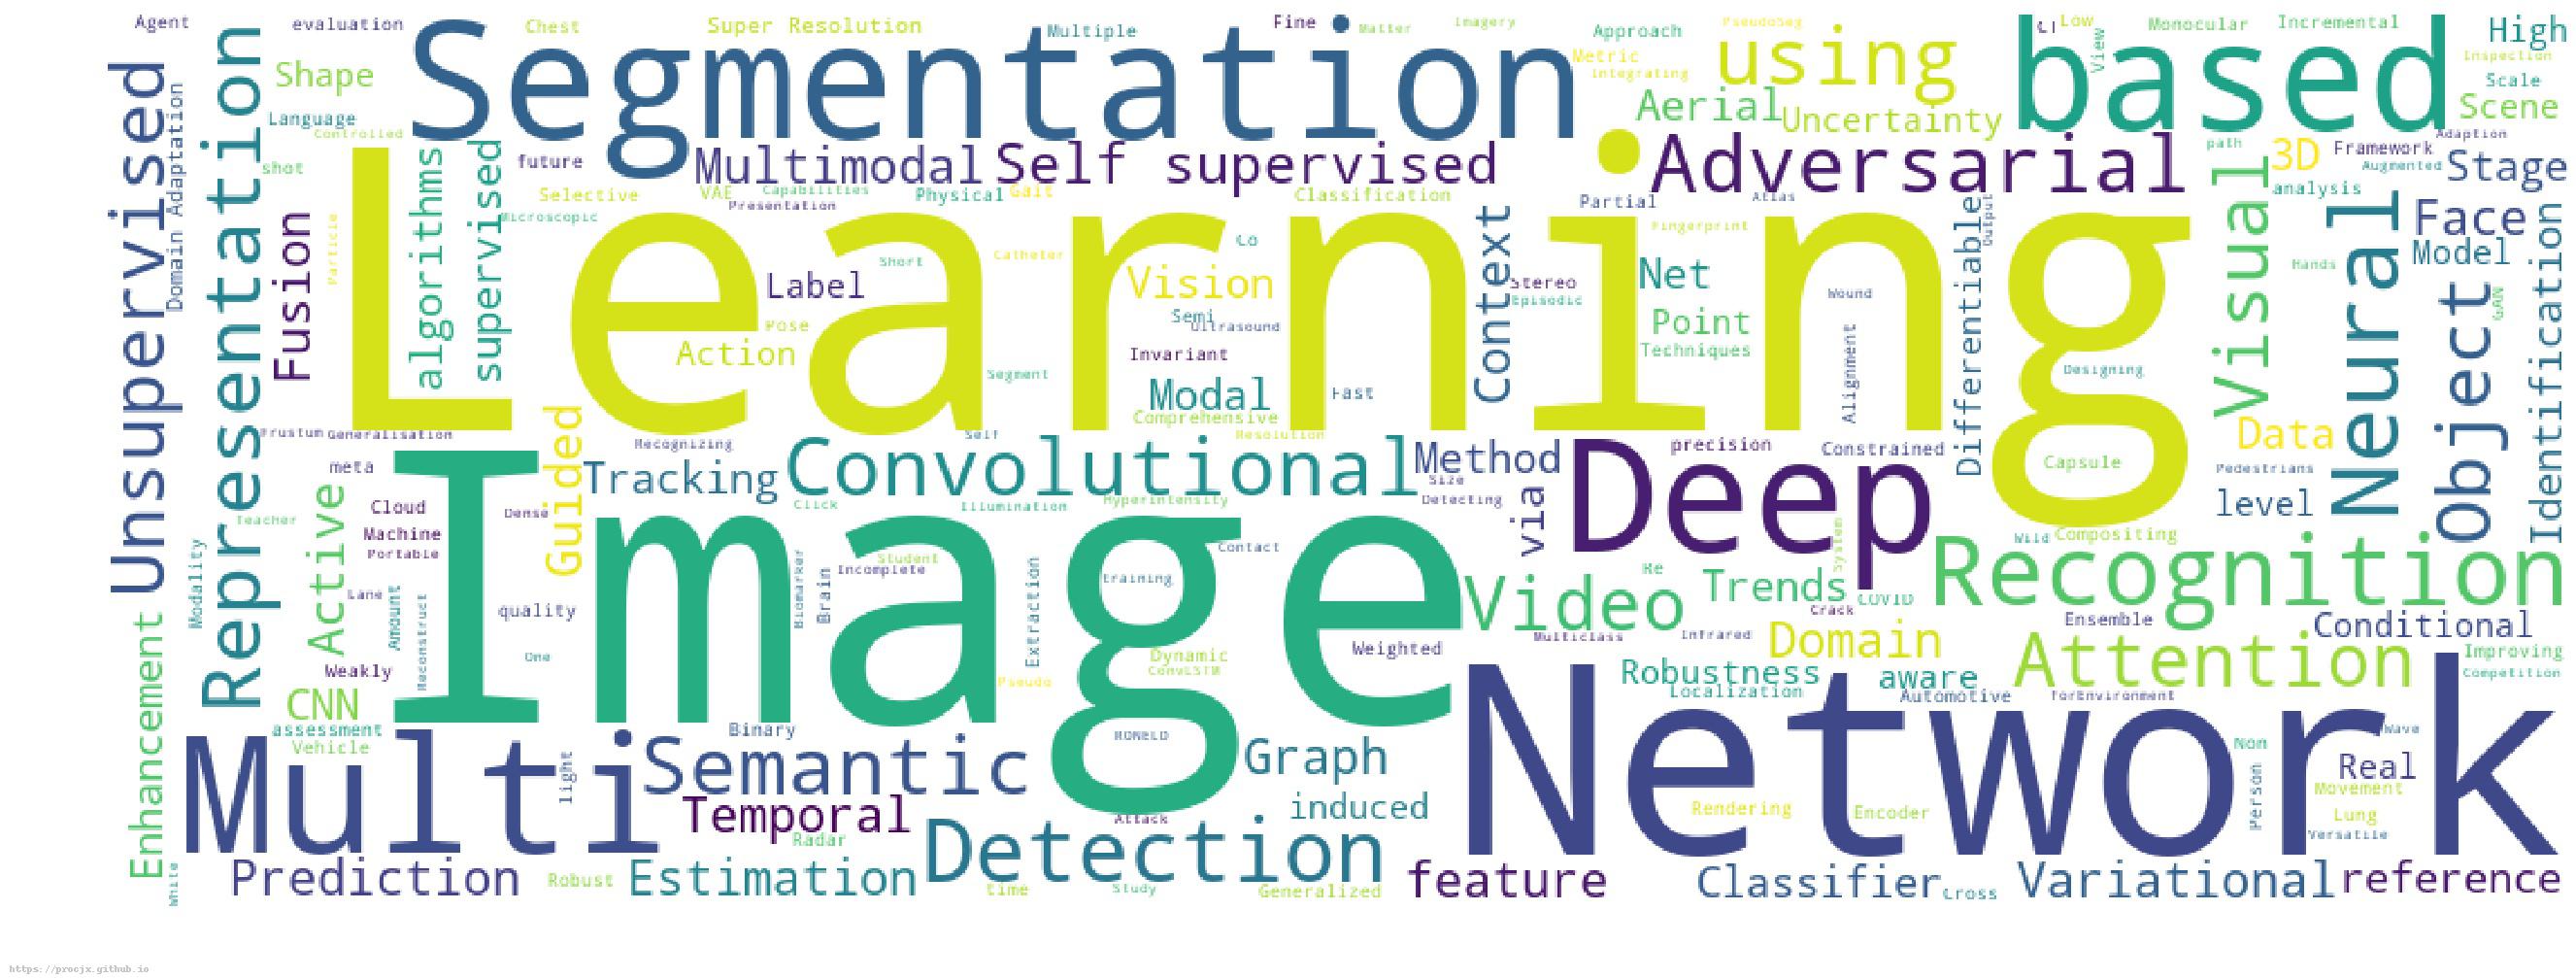 Agent
evaluation
Chest
Super Resolution
Multiple
Fine
Matter
Imagery
Approach
PseudoSeg
CT
Low
View
Monocular
Incremental
High
Segmentation
Metric
Integrating
using
based
Inspection
Scale
Scene
Shape
Unsupervised
Domain Adaptation
Representation
Language
Controlled
Aerial
Uncertainty
shot
Fusion
Particle
algorithms
supervised
future
Multimodal
Self supervised
Adversarial
path
3D
Framework
Adaption
Augmented
Stage
analysis
Selective
VAE
Capabilities
Physical
Gait
Classification
Presentation
Microscopic
Partial
Atlas
Output
Learning
Fingerprint
Visual
Neural
Face
Model
Context
Differentiable
Co
Short
Catheter
Label
Vision
Stereo
Episodic
Net
Wound
Hands
GAN
Object
Identification
Pose
Semi
Ultrasound
Point
Techniques
Action
Invariant
Segment
Alignment
Designing
Modal
Fast
Guided
Comprehensive
Frustum
Generalisation
Recognizing
Self
Resolution
Data
Convolutional
Method
Deep
precision
Constrained
meta
Tracking
Size
Detecting
Capsule
Pedestrians
level
Image
Cloud
Dense
Click
Illumination
Hyperintensity
via
Teacher
Active
Machine
Portable
System
Wild
Compositing
Recognition
Modality
Biomarker
Brain
Student
Incomplete
Extraction
training
Contact
Video
Re
Trends
COVID
Crack
Lane
Amount
Reconstruct
quality
Enhancement
Ensemble
Conditional
Multiclass
Infrared
Domain
Attention
Improving
Competition
Weakly
One
Dynamic
ConvLSTM
Pseudo
Weighted
Robustness
Localization
aware
Automotive
forEnvironment
CNN
assessment
Vehicle
Network
Multi
light
Binary
Semantic
RONELD
Graph
Non
Wave
Real
Person
Movement
Temporal
induced
Rendering
Encoder
Lung
Versatile
Radar
Attack
Detection
White
Prediction
Robust
Estimation
time
Study
Generalized
feature
Classifier
Cross
Variational
reference
https://procjx.github.io